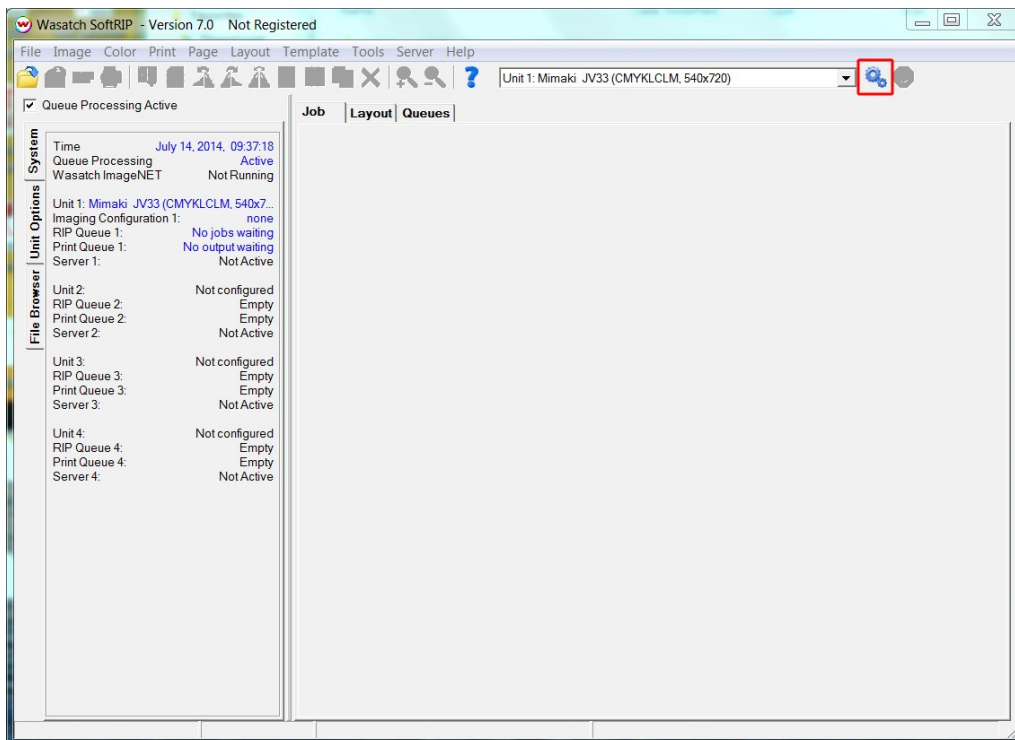 Wasatch SoftRIP - Version 7.0 Not Registered
File Image Color Print Page Layout Template Tools Server Help
? Unit 1: Mimaki JV33 (CMYKLCLM, 540x720)
Queue Processing Active
Job Layout Queues
System
Unit Options
File Browser
Time July 14, 2014, 09:37:18
Queue Processing Active
Wasatch ImageNET Not Running
Unit 1: Mimaki JV33 (CMYKLCLM, 540x7...
Imaging Configuration 1: none
RIP Queue 1: No jobs waiting
Print Queue 1: No output waiting
Server 1: Not Active
Unit 2: Not configured
RIP Queue 2: Empty
Print Queue 2: Empty
Server 2: Not Active
Unit 3: Not configured
RIP Queue 3: Empty
Print Queue 3: Empty
Server 3: Not Active
Unit 4: Not configured
RIP Queue 4: Empty
Print Queue 4: Empty
Server 4: Not Active